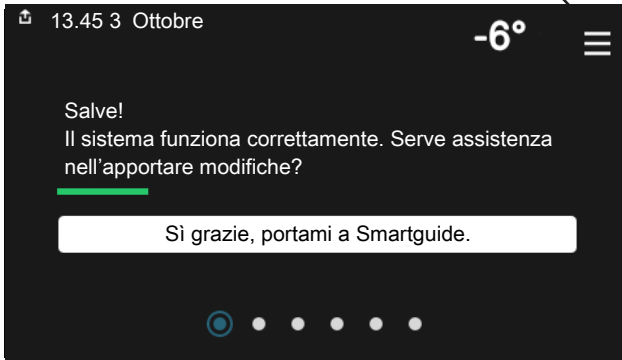 13.45 3 Ottobre
-6°
Salve!
Il sistema funziona correttamente. Serve assistenza
nell'apportare modifiche?
Sì grazie, portami a Smartguide.